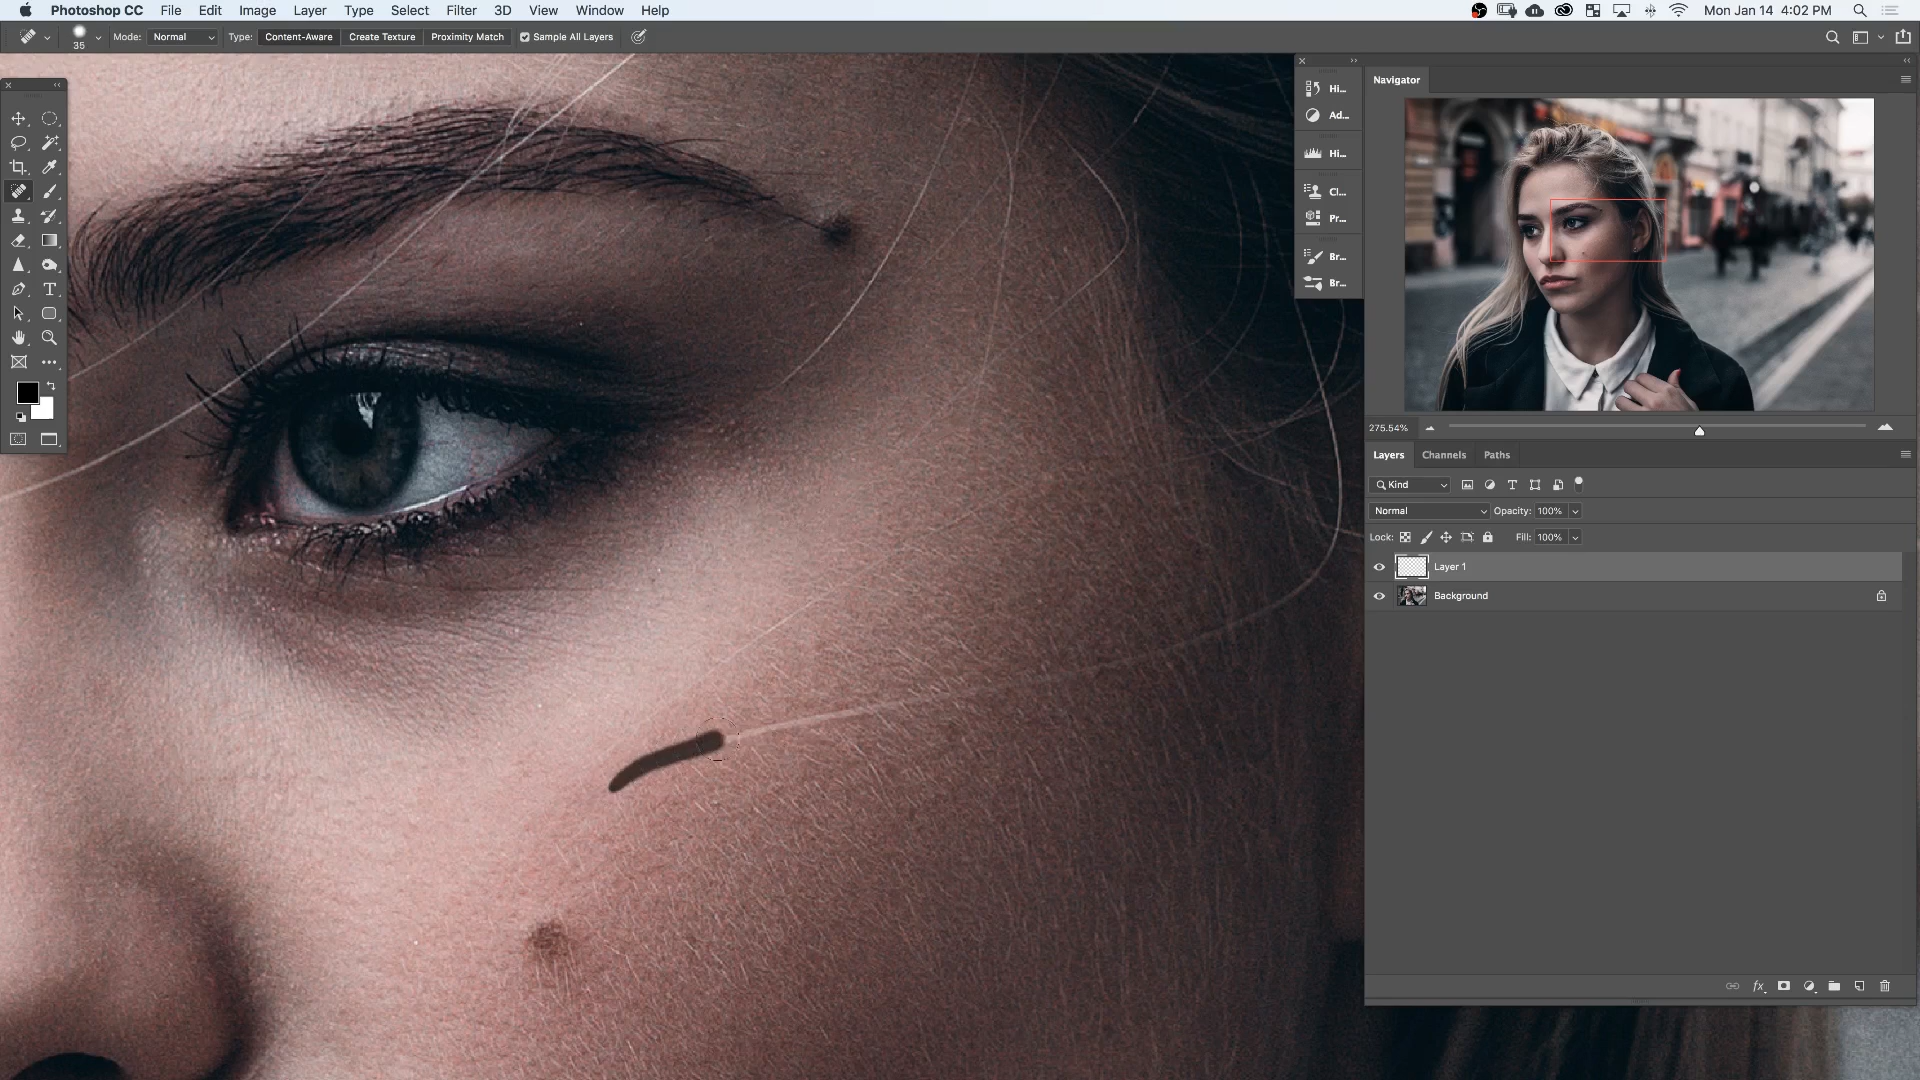 Photoshop CC File Edit Image Layer Type Select Filter 3D View Window Help Mon Jan 14 4:02 PM
35 Mode: Normal Type: Content-Aware Create Texture Proximity Match Sample All Layers
Hi...
Ad...
Hi...
Cl...
Pr...
Br...
Br...
Navigator
275.54%
Layers Channels Paths
Kind
Normal Opacity: 100%
Lock: Fill: 100%
Layer 1
Background
fx